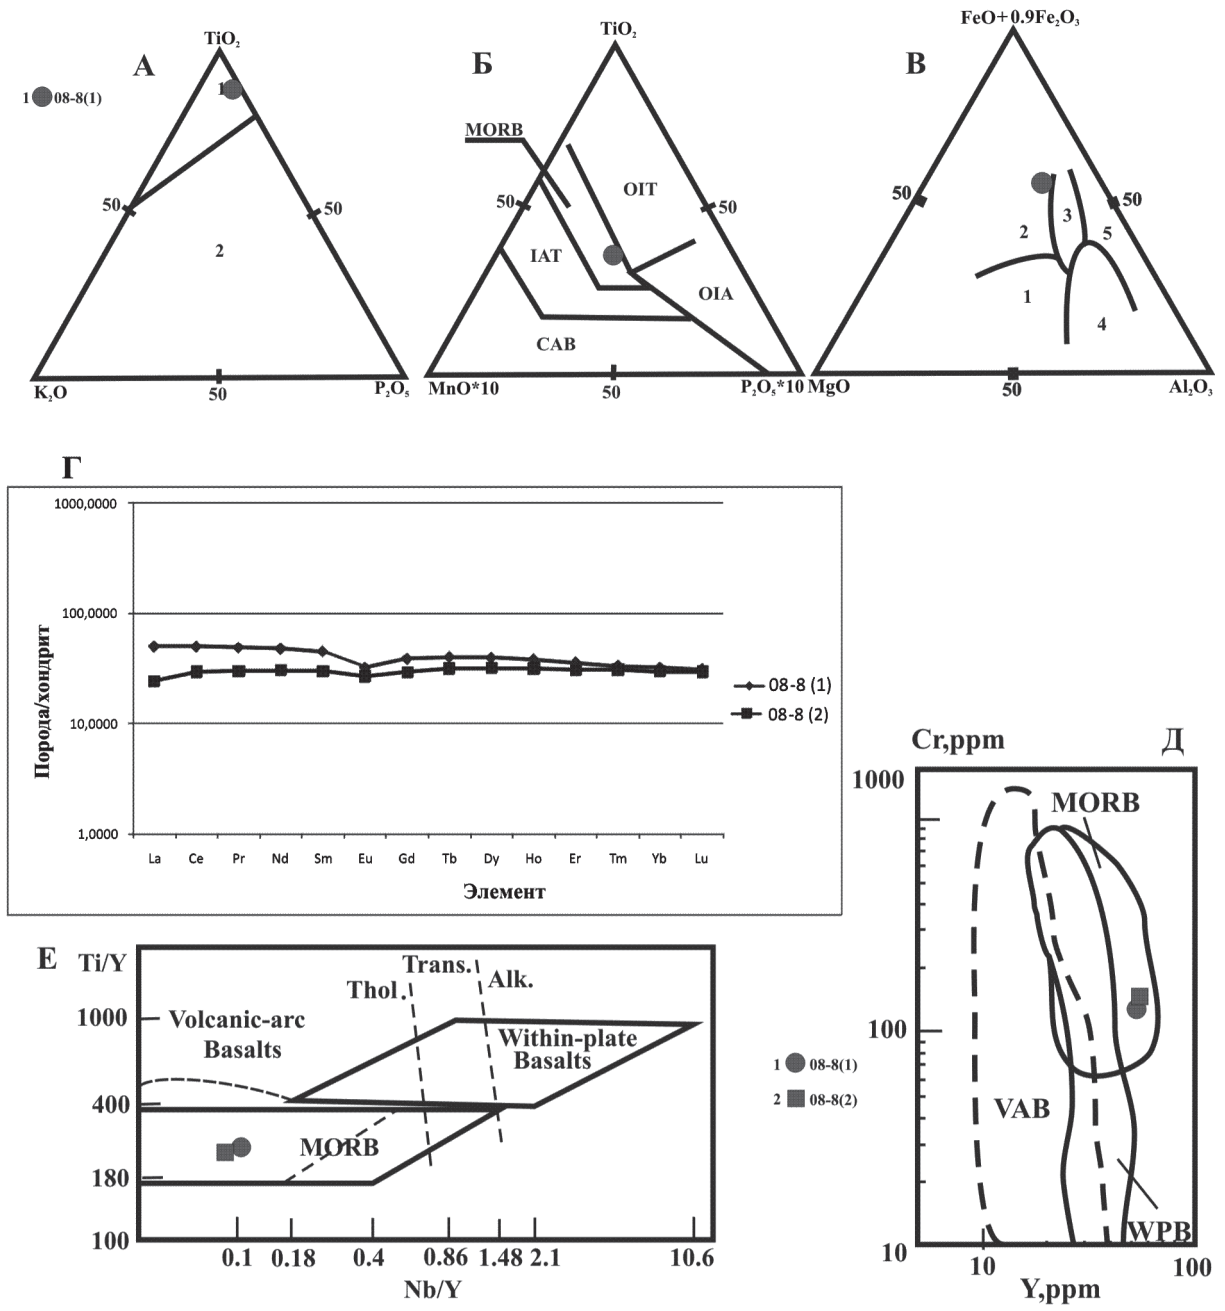 А
TiO₂
1 08-8(1)
1
50
50
2
K₂O
50
P₂O₅
Б
TiO₂
MORB
OIT
50
50
IAT
OIA
CAB
MnO*10
50
P₂O₅*10
В
FeO+0.9Fe₂O₃
50
50
2
3
5
1
4
MgO
50
Al₂O₃
Г
1000,0000
100,0000
10,0000
1,0000
Порода/хондрит
La Ce Pr Nd Sm Eu Gd Tb Dy Ho Er Tm Yb Lu
Элемент
08-8 (1)
08-8 (2)
Cr,ppm
Д
1000
MORB
100
VAB
WPB
10
10
100
Y,ppm
1 08-8(1)
2 08-8(2)
Е
Ti/Y
Trans.
Thol.
Alk.
1000
Volcanic-arc
Basalts
Within-plate
Basalts
400
MORB
180
100
0.1 0.18 0.4 0.86 1.48 2.1 10.6
Nb/Y